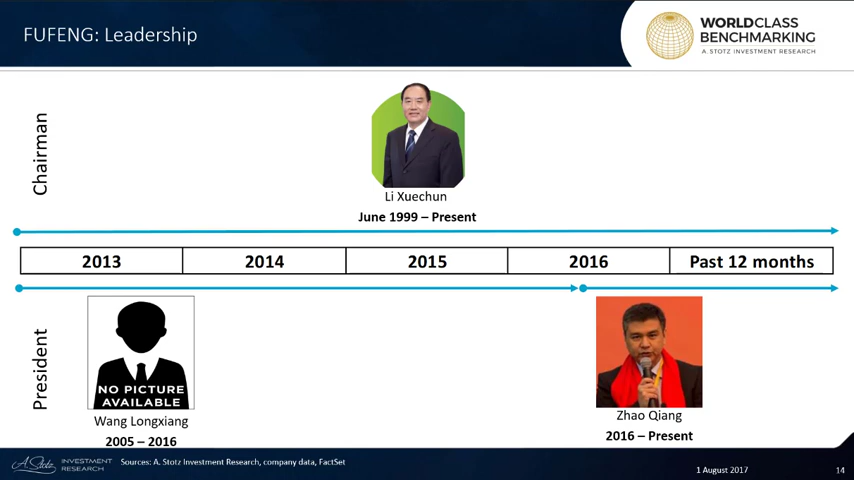 FUFENG: Leadership
WORLDCLASS
BENCHMARKING
A. STOTZ INVESTMENT RESEARCH
Chairman
Li Xuechun
June 1999 – Present
2013 2014 2015 2016 Past 12 months
President
NO PICTURE
AVAILABLE
Wang Longxiang
2005 – 2016
Zhao Qiang
2016 – Present
A. Stotz INVESTMENT
RESEARCH
Sources: A. Stotz Investment Research, company data, FactSet
1 August 2017
14